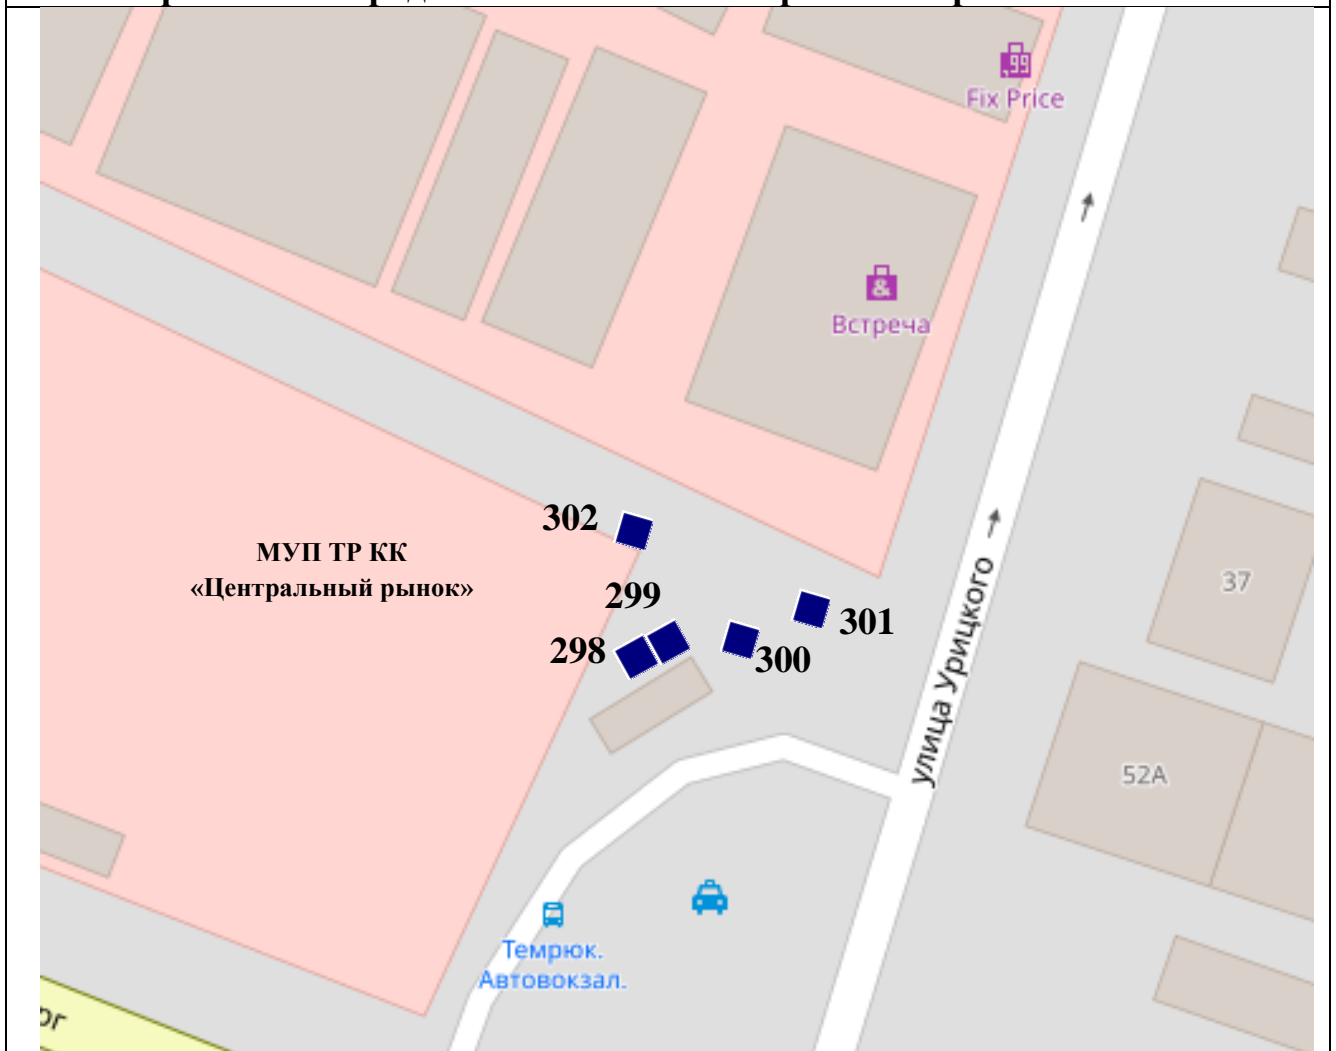 Fix Price
Встреча
302
МУП ТР КК
«Центральный рынок»
299
298
301
300
улица Урицкого
37
52А
Темрюк.
Автовокзал.